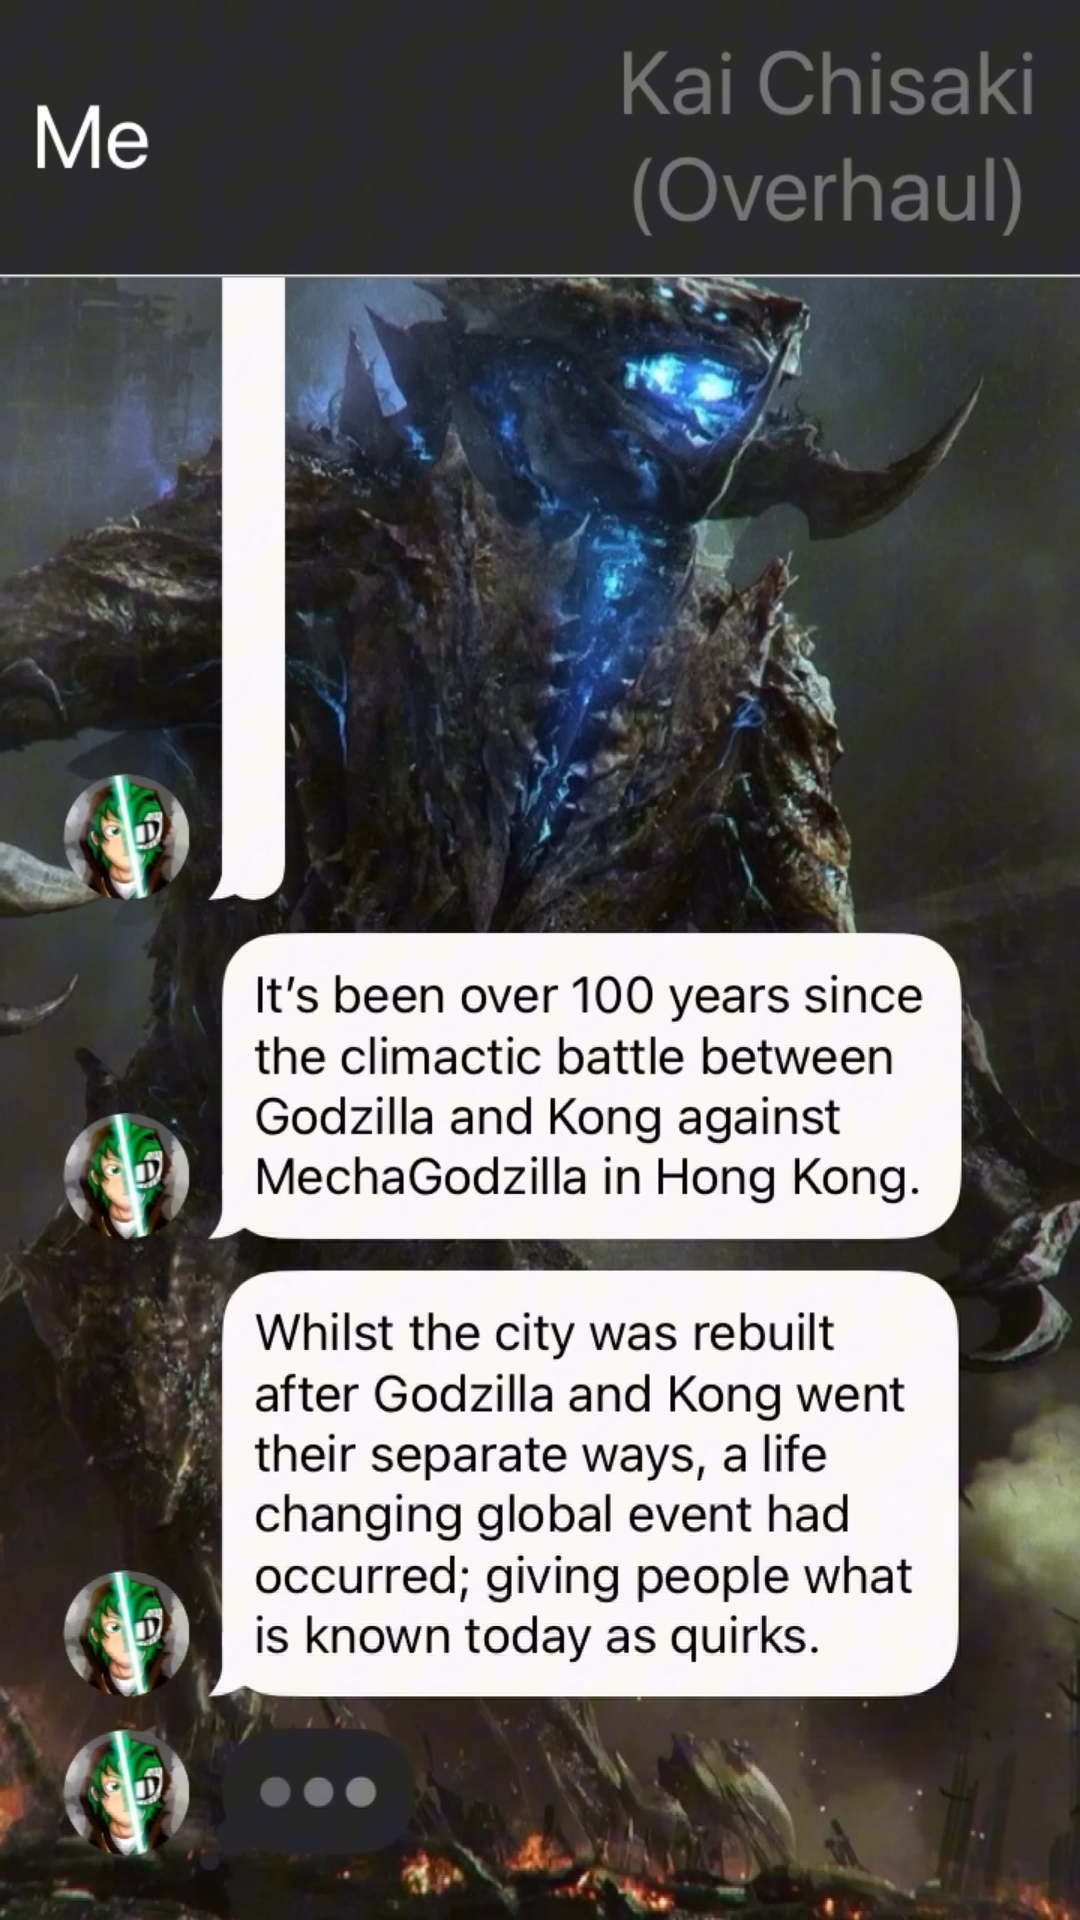 Me
Kai Chisaki
(Overhaul)
It’s been over 100 years since
the climactic battle between
Godzilla and Kong against
MechaGodzilla in Hong Kong.
Whilst the city was rebuilt
after Godzilla and Kong went
their separate ways, a life
changing global event had
occurred; giving people what
is known today as quirks.